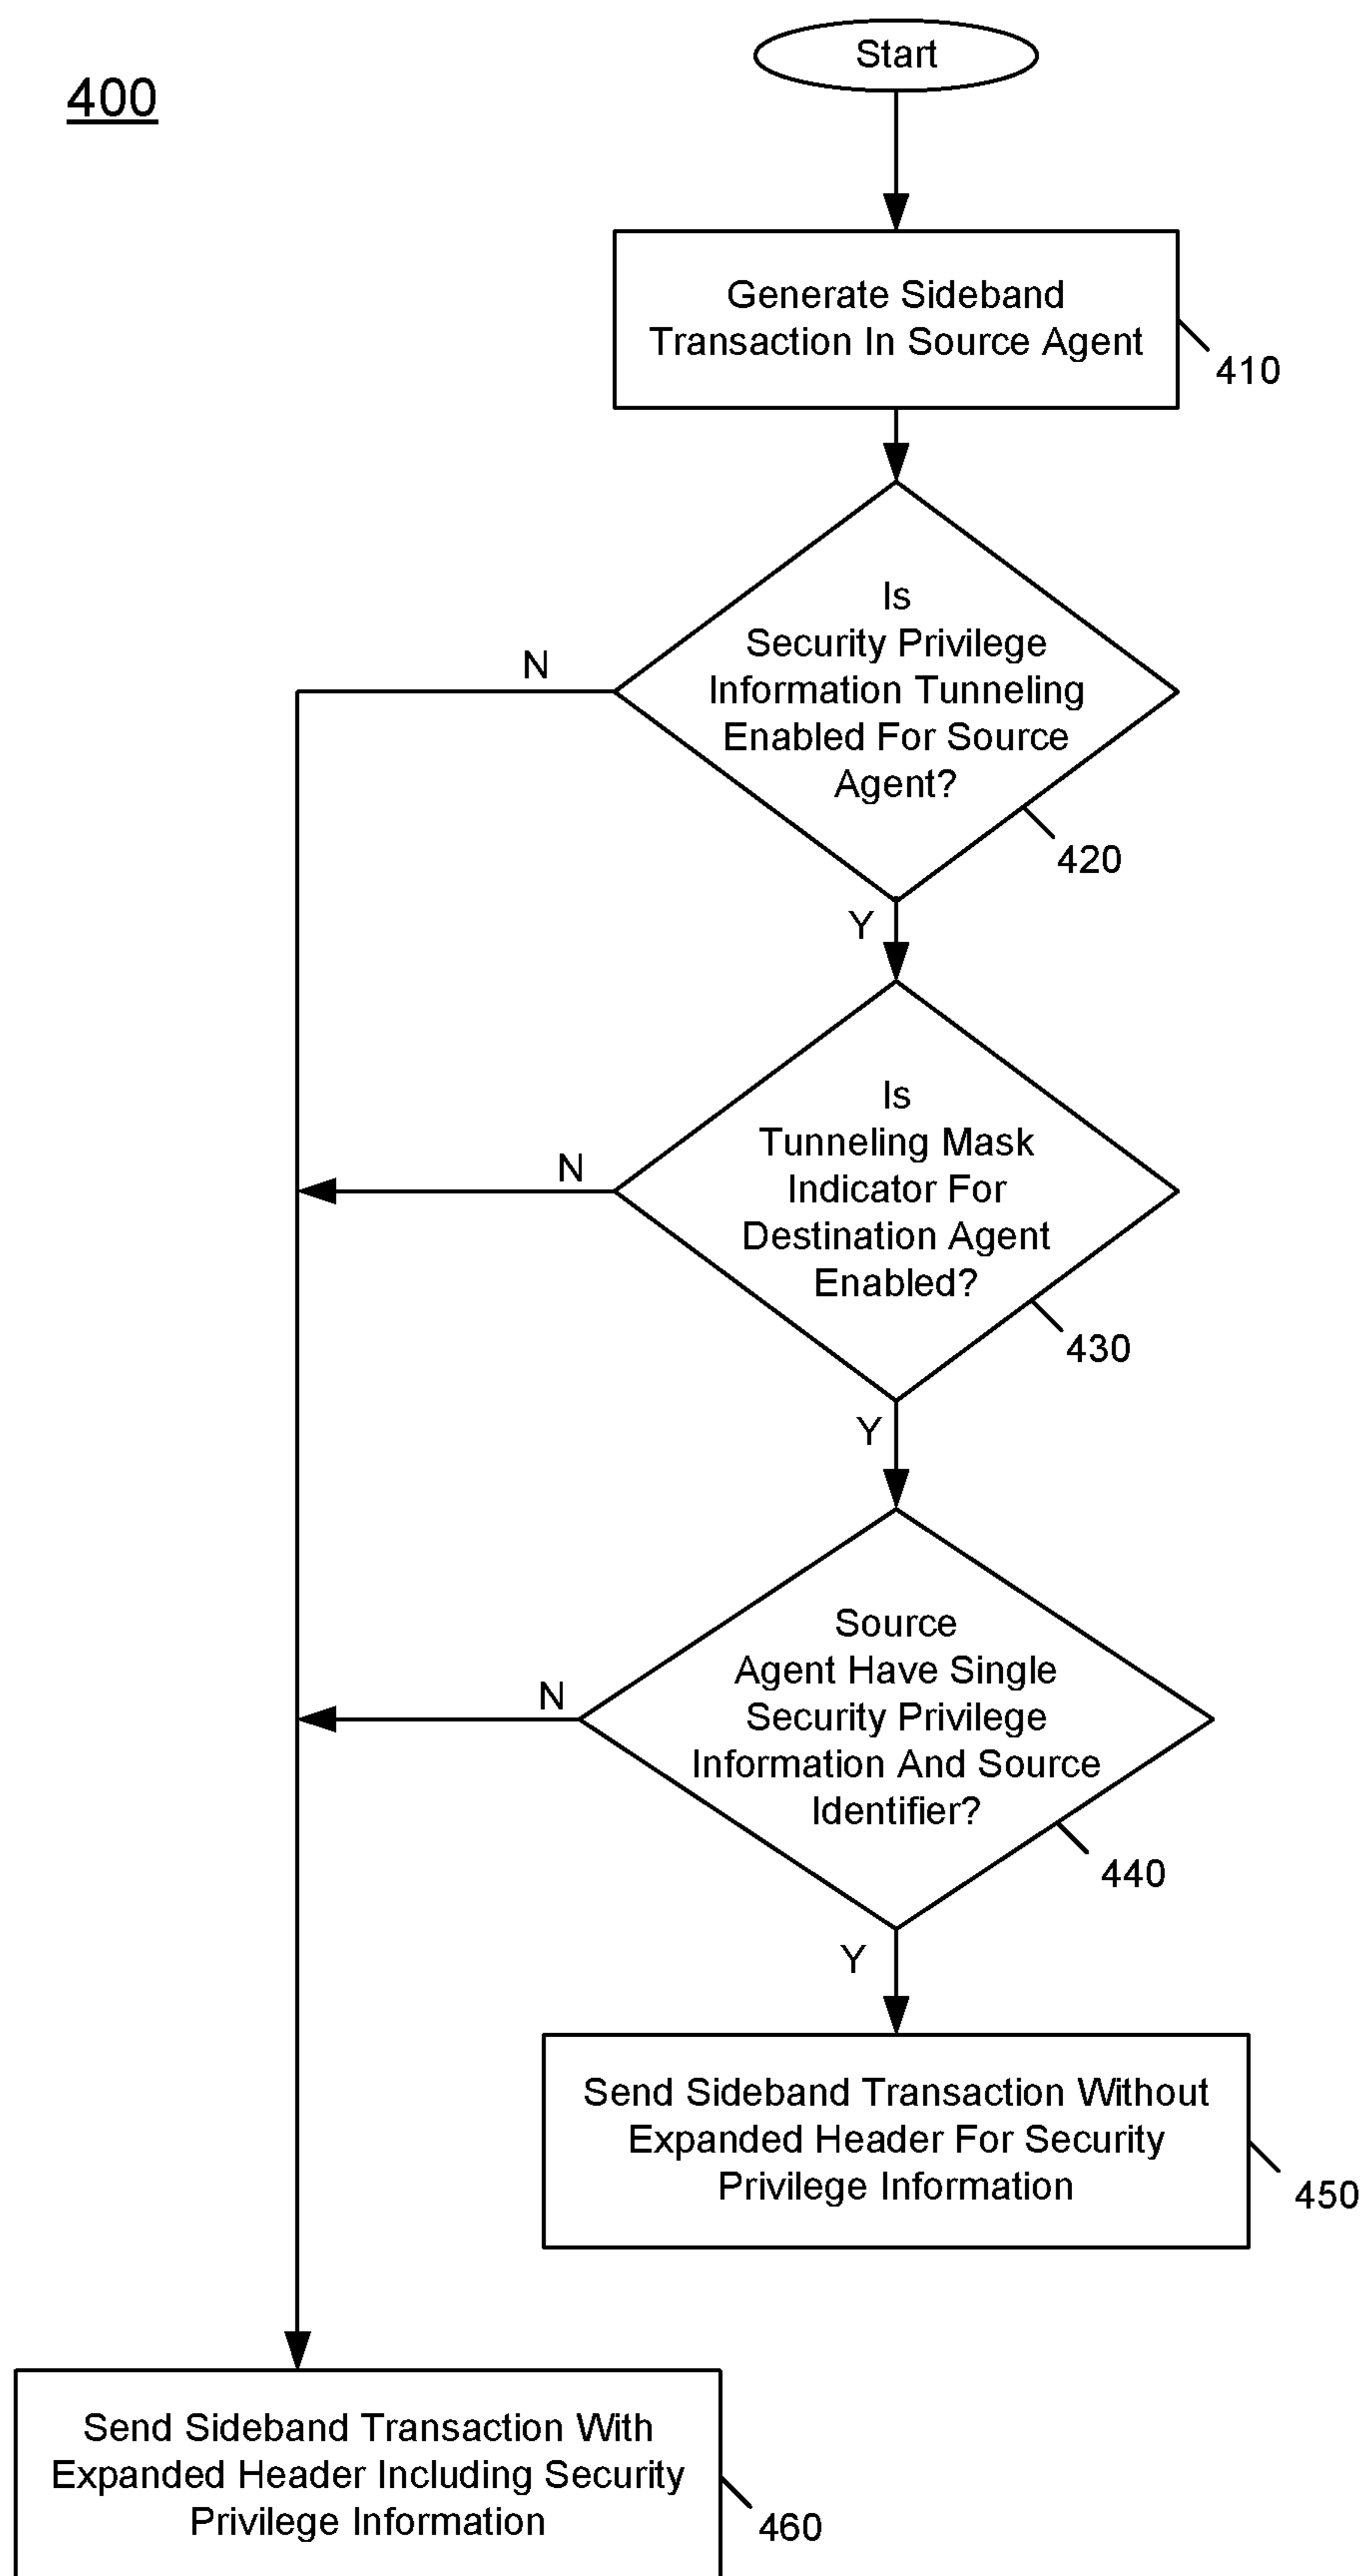 Start
400
Generate Sideband
Transaction In Source Agent
410
Is
Security Privilege
Information Tunneling
Enabled For Source
Agent?
N
420
Y
Is
Tunneling Mask
Indicator For
Destination Agent
Enabled?
N
430
Y
Source
Agent Have Single
Security Privilege
Information And Source
Identifier?
N
440
Y
Send Sideband Transaction Without
Expanded Header For Security
Privilege Information
450
Send Sideband Transaction With
Expanded Header Including Security
Privilege Information
460